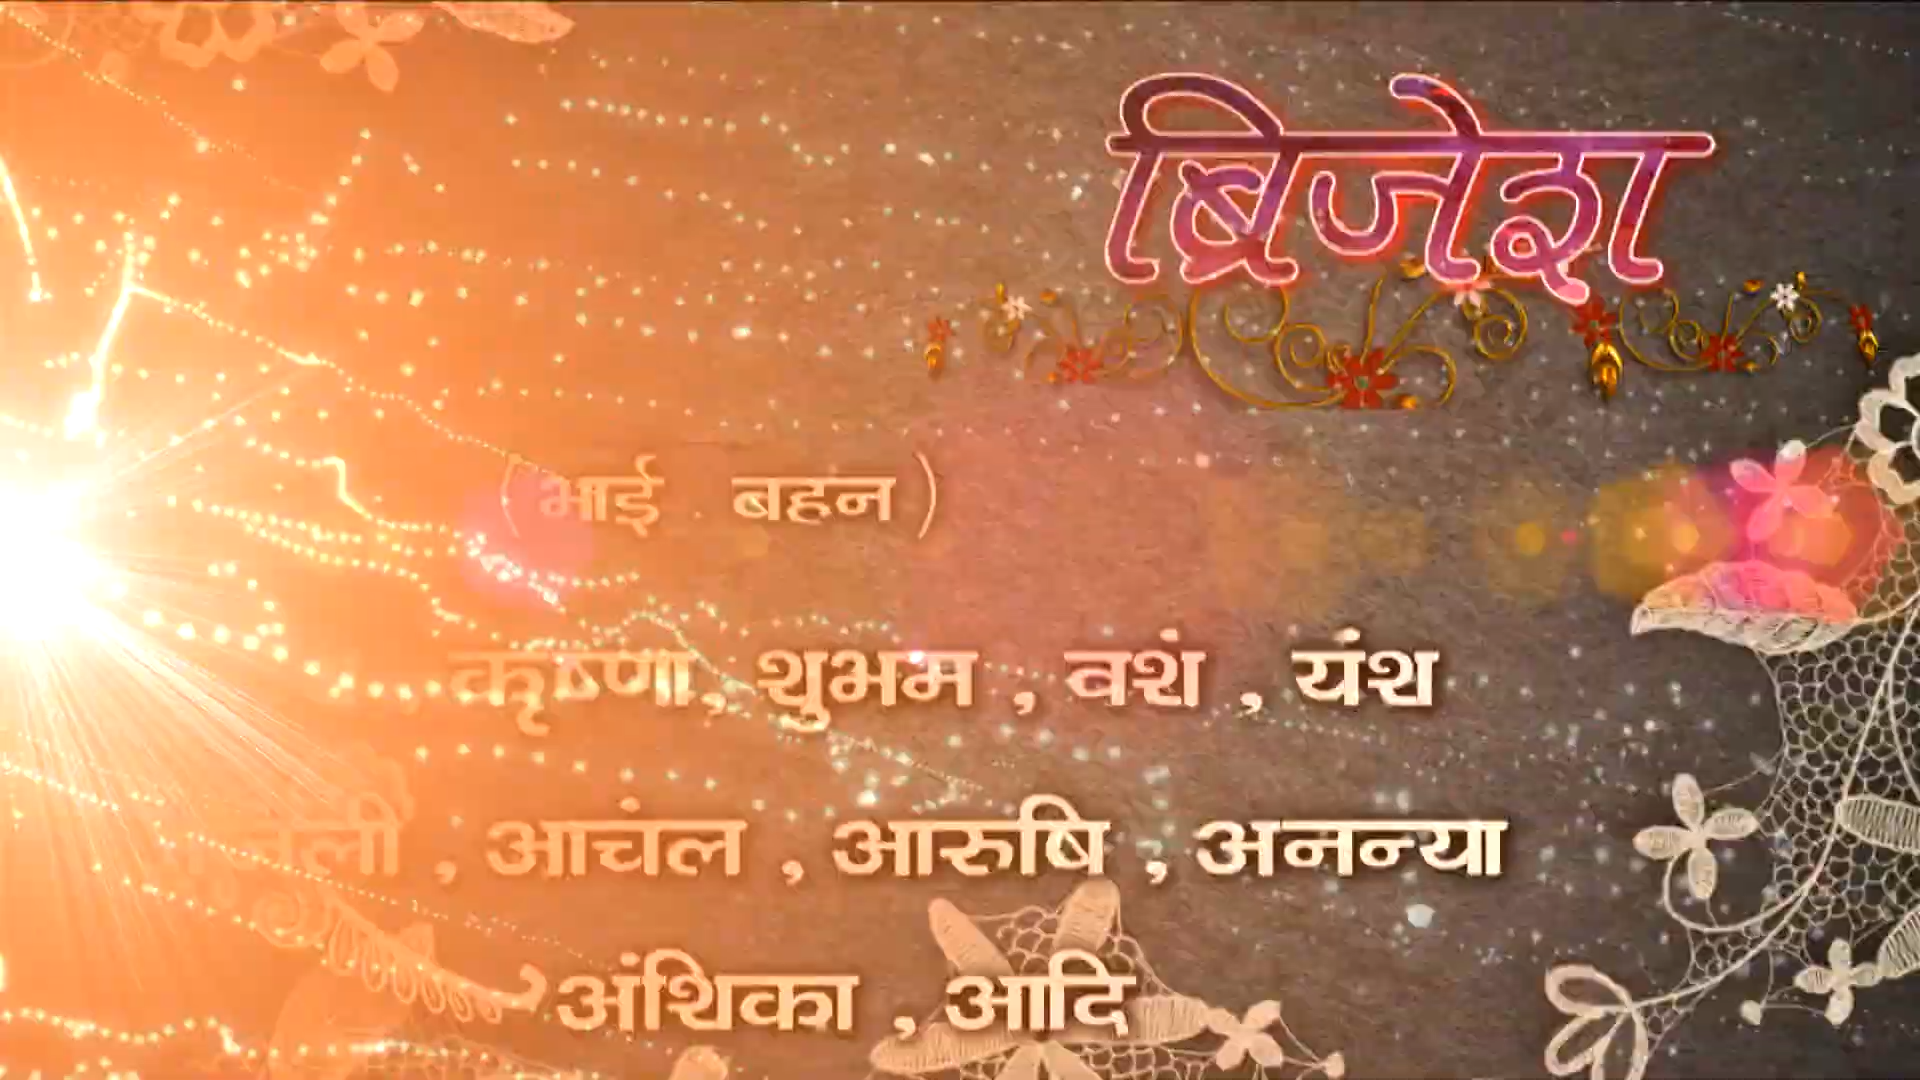 ब्रिजेश
(भाई बहन)
कृष्णा, शुभम , वशं , यंश
, आचंल , आरुषि , अनन्या
अंथिका , आदि